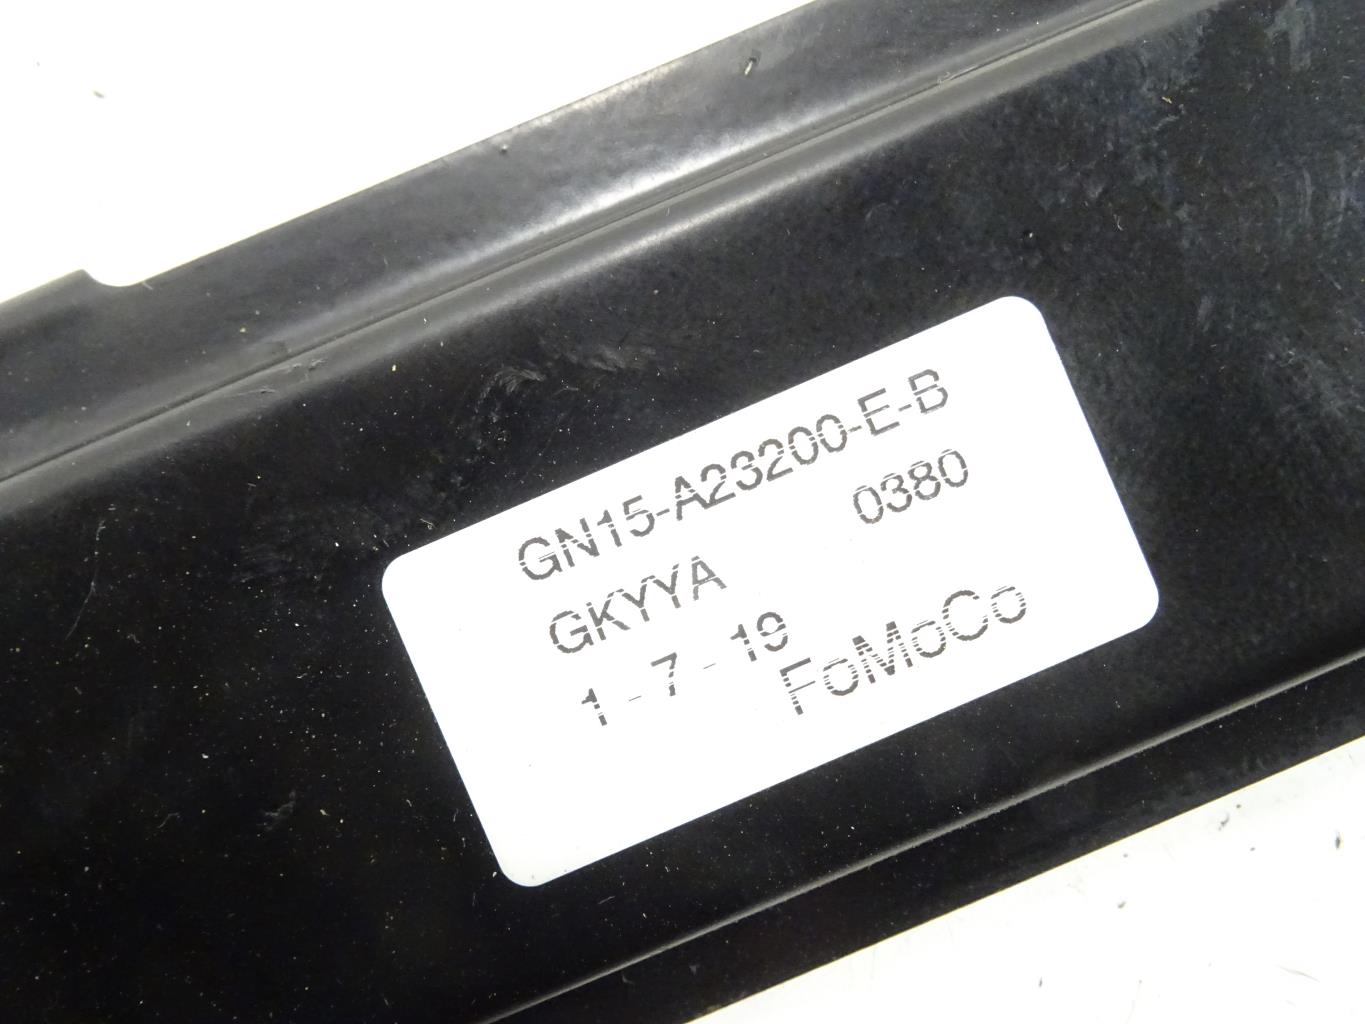 GN15-A23200-E-B
GKYYA 0380
1-7-19
FoMoCo